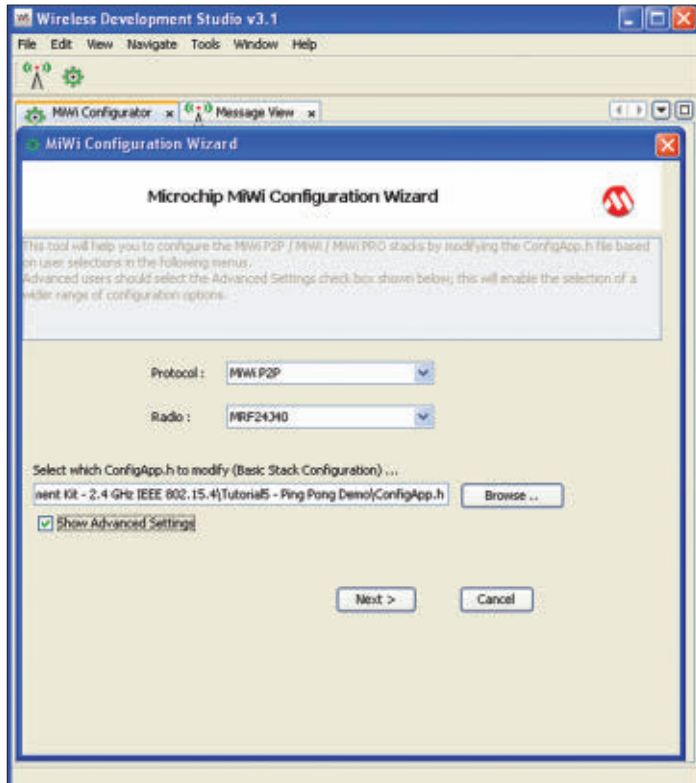 Wireless Development Studio v3.1
File Edit View Navigate Tools Window Help
MiWi Configurator x Message View x
MiWi Configuration Wizard
Microchip MiWi Configuration Wizard
This tool will help you to configure the MiWi P2P / MiWi / MiWi PRO stacks by modifying the ConfigApp.h file based
on user selections in the following menus.
Advanced users should select the Advanced Settings check box shown below; this will enable the selection of a
wider range of configuration options.
Protocol : MiWi P2P
Radio : MRF24J40
Select which ConfigApp.h to modify (Basic Stack Configuration) ...
nent Kit - 2.4 GHz IEEE 802.15.4\Tutorial5 - Ping Pong Demo\ConfigApp.h Browse ..
Show Advanced Settings
Next > Cancel